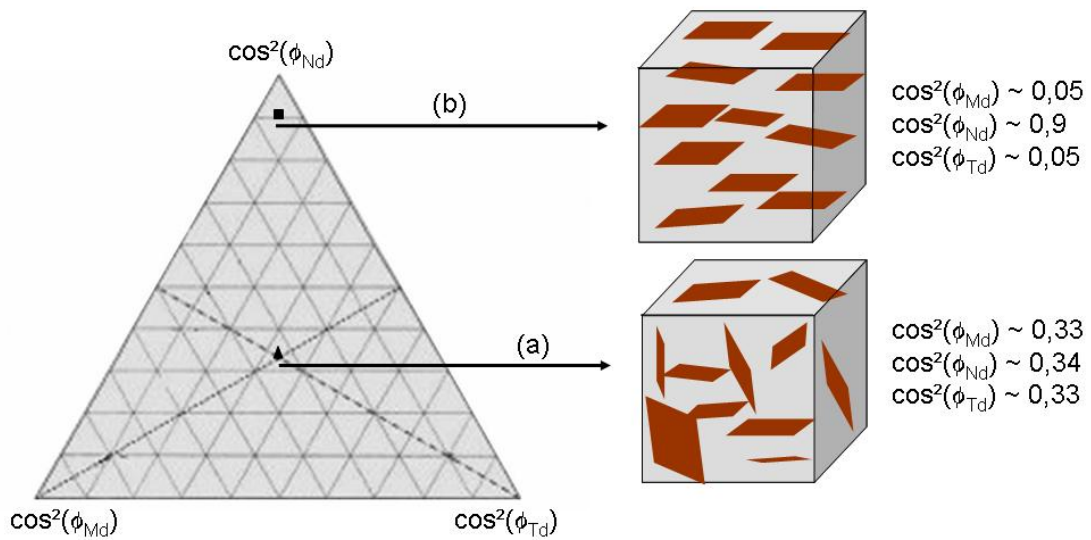 cos²(ϕNd)
(b)
cos²(ϕMd) ~ 0,05
cos²(ϕNd) ~ 0,9
cos²(ϕTd) ~ 0,05
(a)
cos²(ϕMd) ~ 0,33
cos²(ϕNd) ~ 0,34
cos²(ϕTd) ~ 0,33
cos²(ϕMd)
cos²(ϕTd)